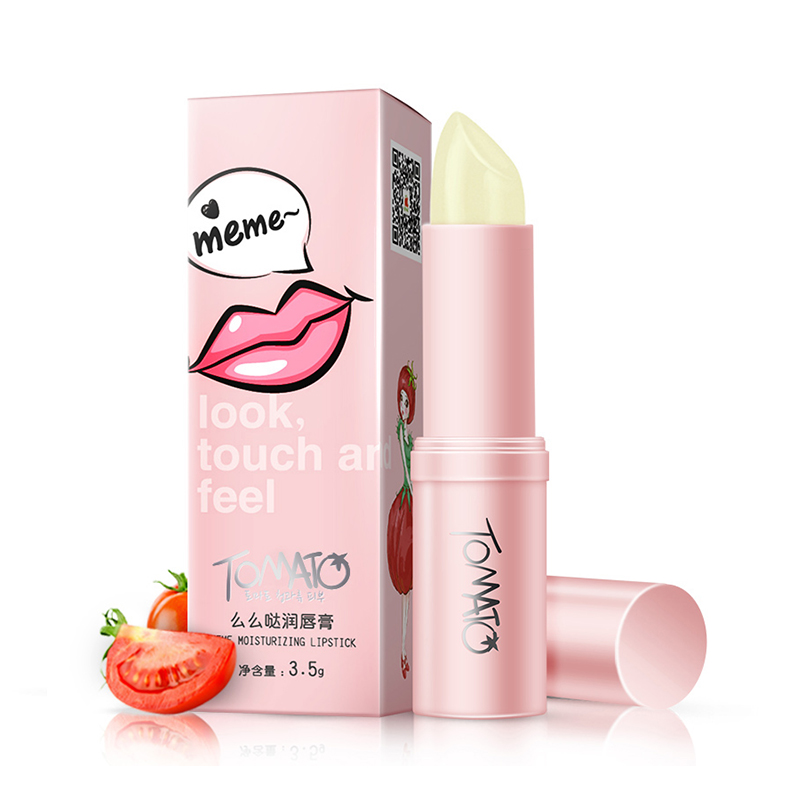 meme~
look,
touch and
feel
TOMATO
么么哒润唇膏
MOISTURIZING LIPSTICK
净含量：3.5g
TOMATO